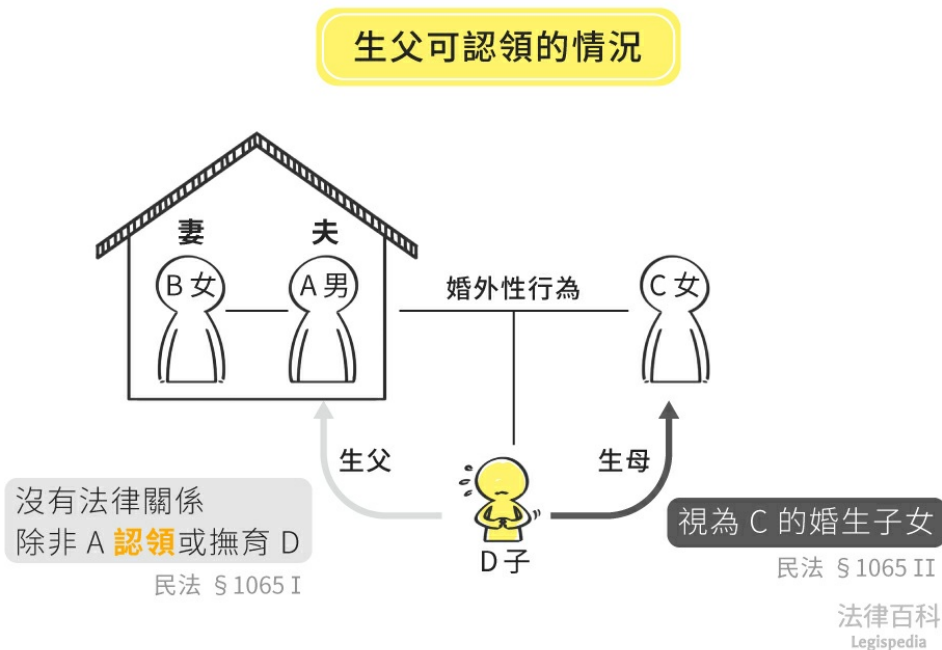 生父可認領的情況
妻
夫
B 女
A 男
婚外性行為
C 女
生父
生母
沒有法律關係
除非 A 認領或撫育 D
民法 §1065 I
D 子
視為 C 的婚生子女
民法 §1065 II
法律百科
Legispedia